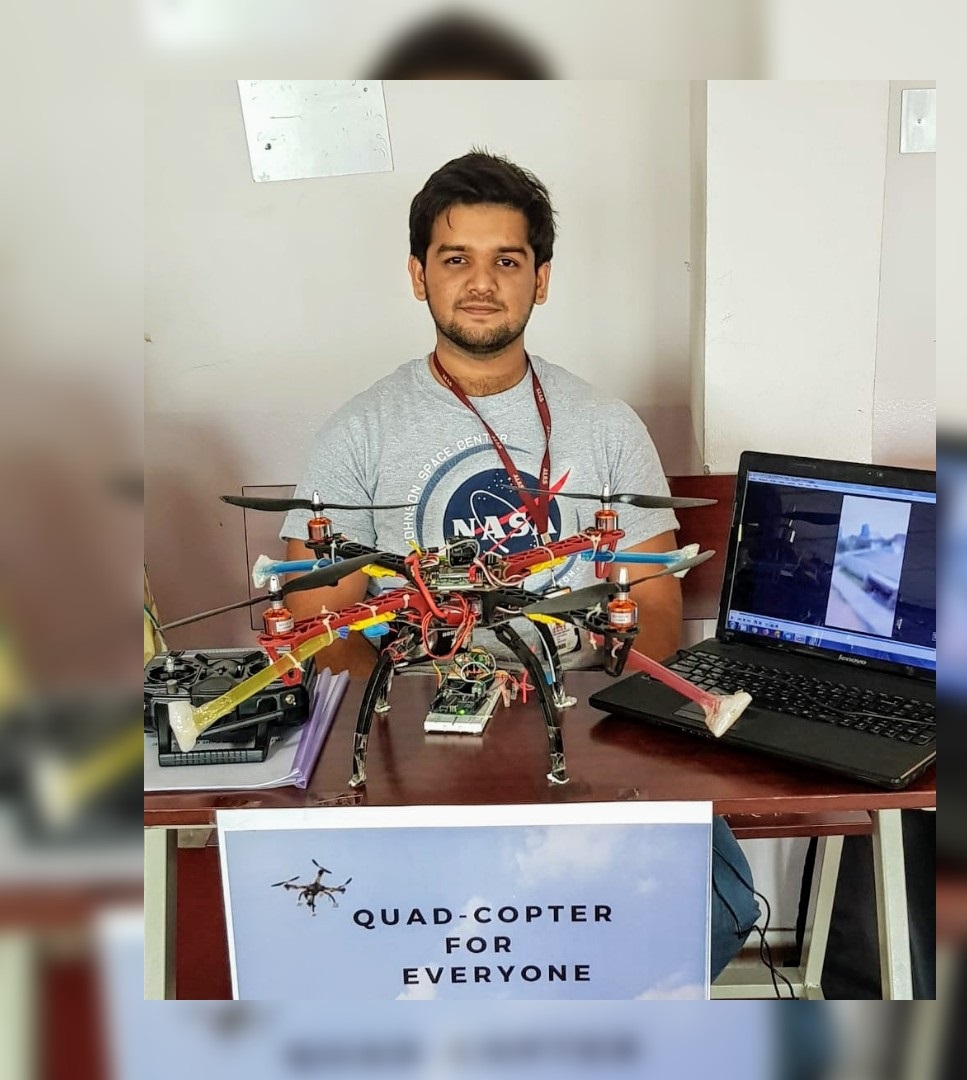 JOHNSON SPACE CENTER
NASA
lenovo
QUAD-COPTER
FOR
EVERYONE